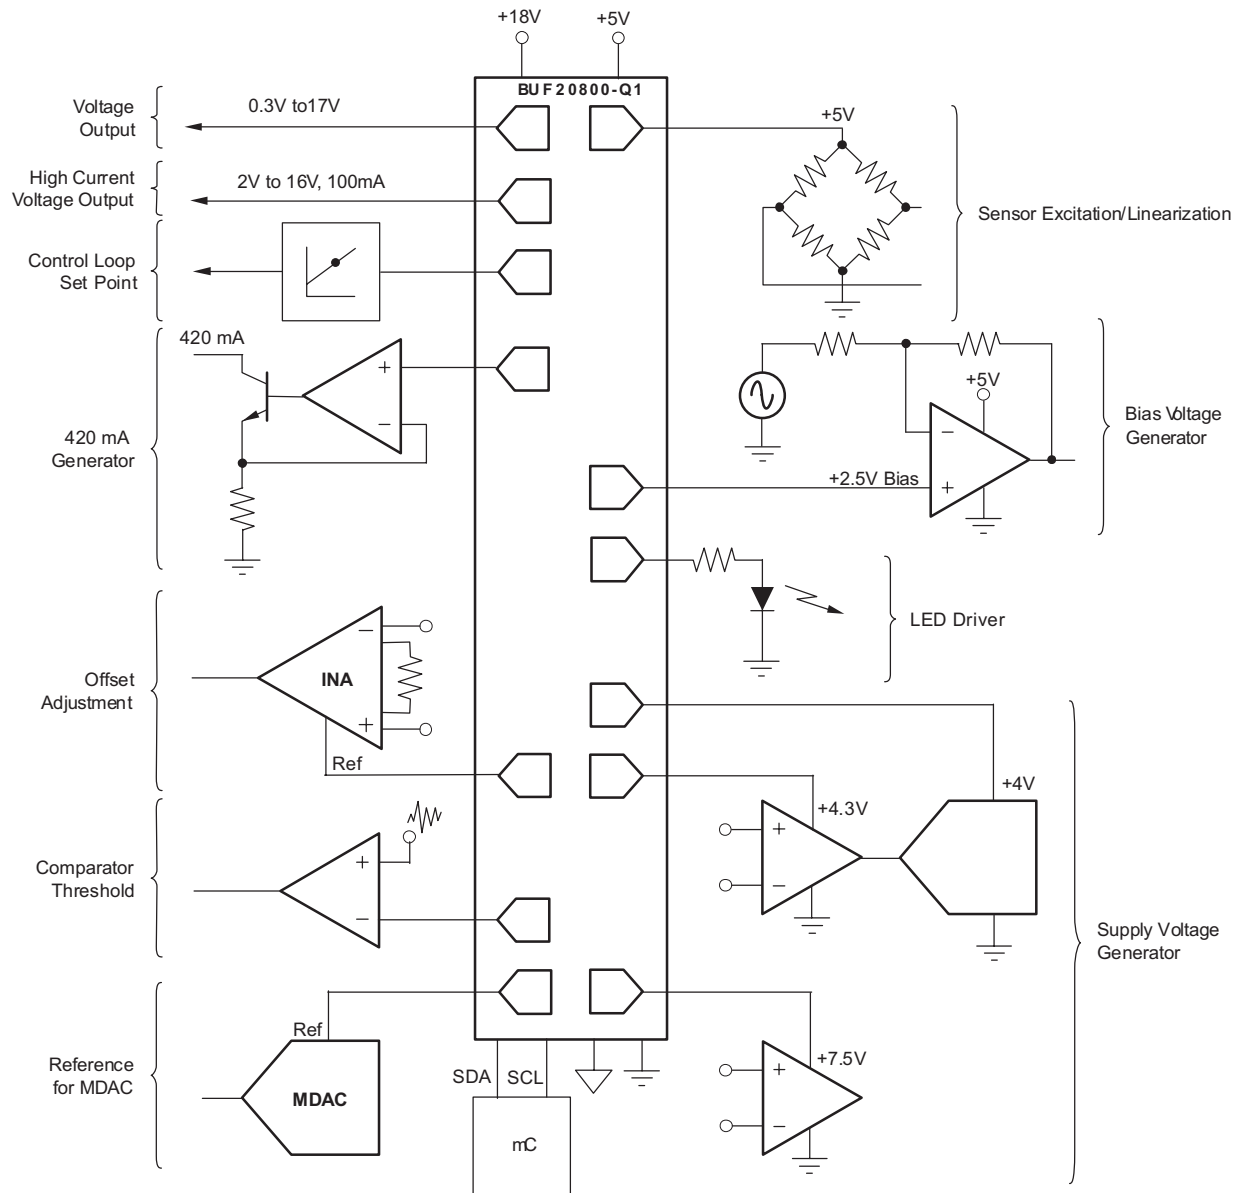 +18V
+5V
BUF20800-Q1
Voltage
Output
0.3V to17V
+5V
High Current
Voltage Output
2V to 16V, 100mA
Sensor Excitation/Linearization
Control Loop
Set Point
420 mA
+
−
420 mA
Generator
+5V
−
+
+2.5V Bias
Bias Voltage
Generator
LED Driver
Offset
Adjustment
−
INA
+
Ref
+4V
+4.3V
+
−
Comparator
Threshold
+
−
Supply Voltage
Generator
Reference
for MDAC
Ref
MDAC
SDA
SCL
mC
+7.5V
+
−